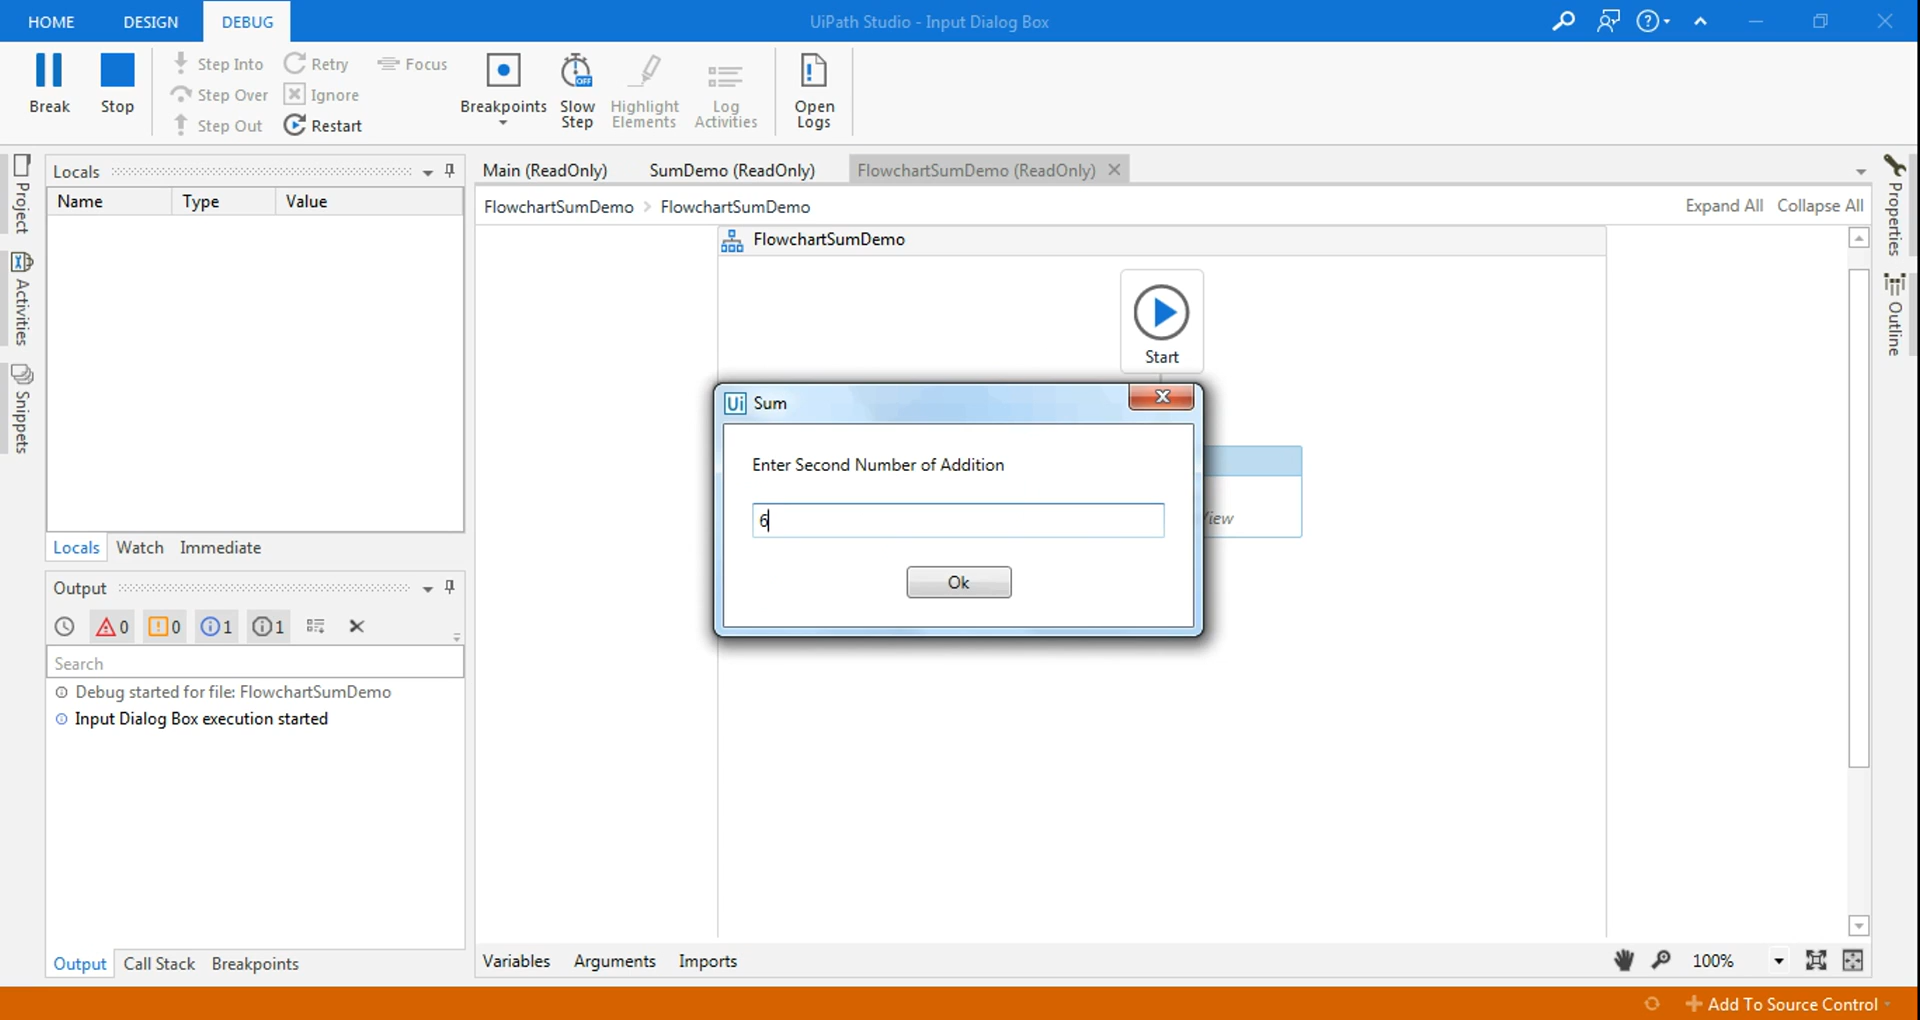 HOME DESIGN DEBUG UiPath Studio - Input Dialog Box
Break Stop Step Into Step Over Step Out Retry Ignore Restart Focus Breakpoints Slow Step Highlight Elements Log Activities Open Logs
Project
Activities
Snippets
Locals
Name Type Value
Locals Watch Immediate
Output
0 0 1 1
Search
Debug started for file: FlowchartSumDemo
Input Dialog Box execution started
Output Call Stack Breakpoints
Main (ReadOnly) SumDemo (ReadOnly) FlowchartSumDemo (ReadOnly)
FlowchartSumDemo > FlowchartSumDemo Expand All Collapse All
FlowchartSumDemo
Start
Ui Sum
Enter Second Number of Addition
6
Ok
View
Variables Arguments Imports 100%
Properties
Outline
Add To Source Control